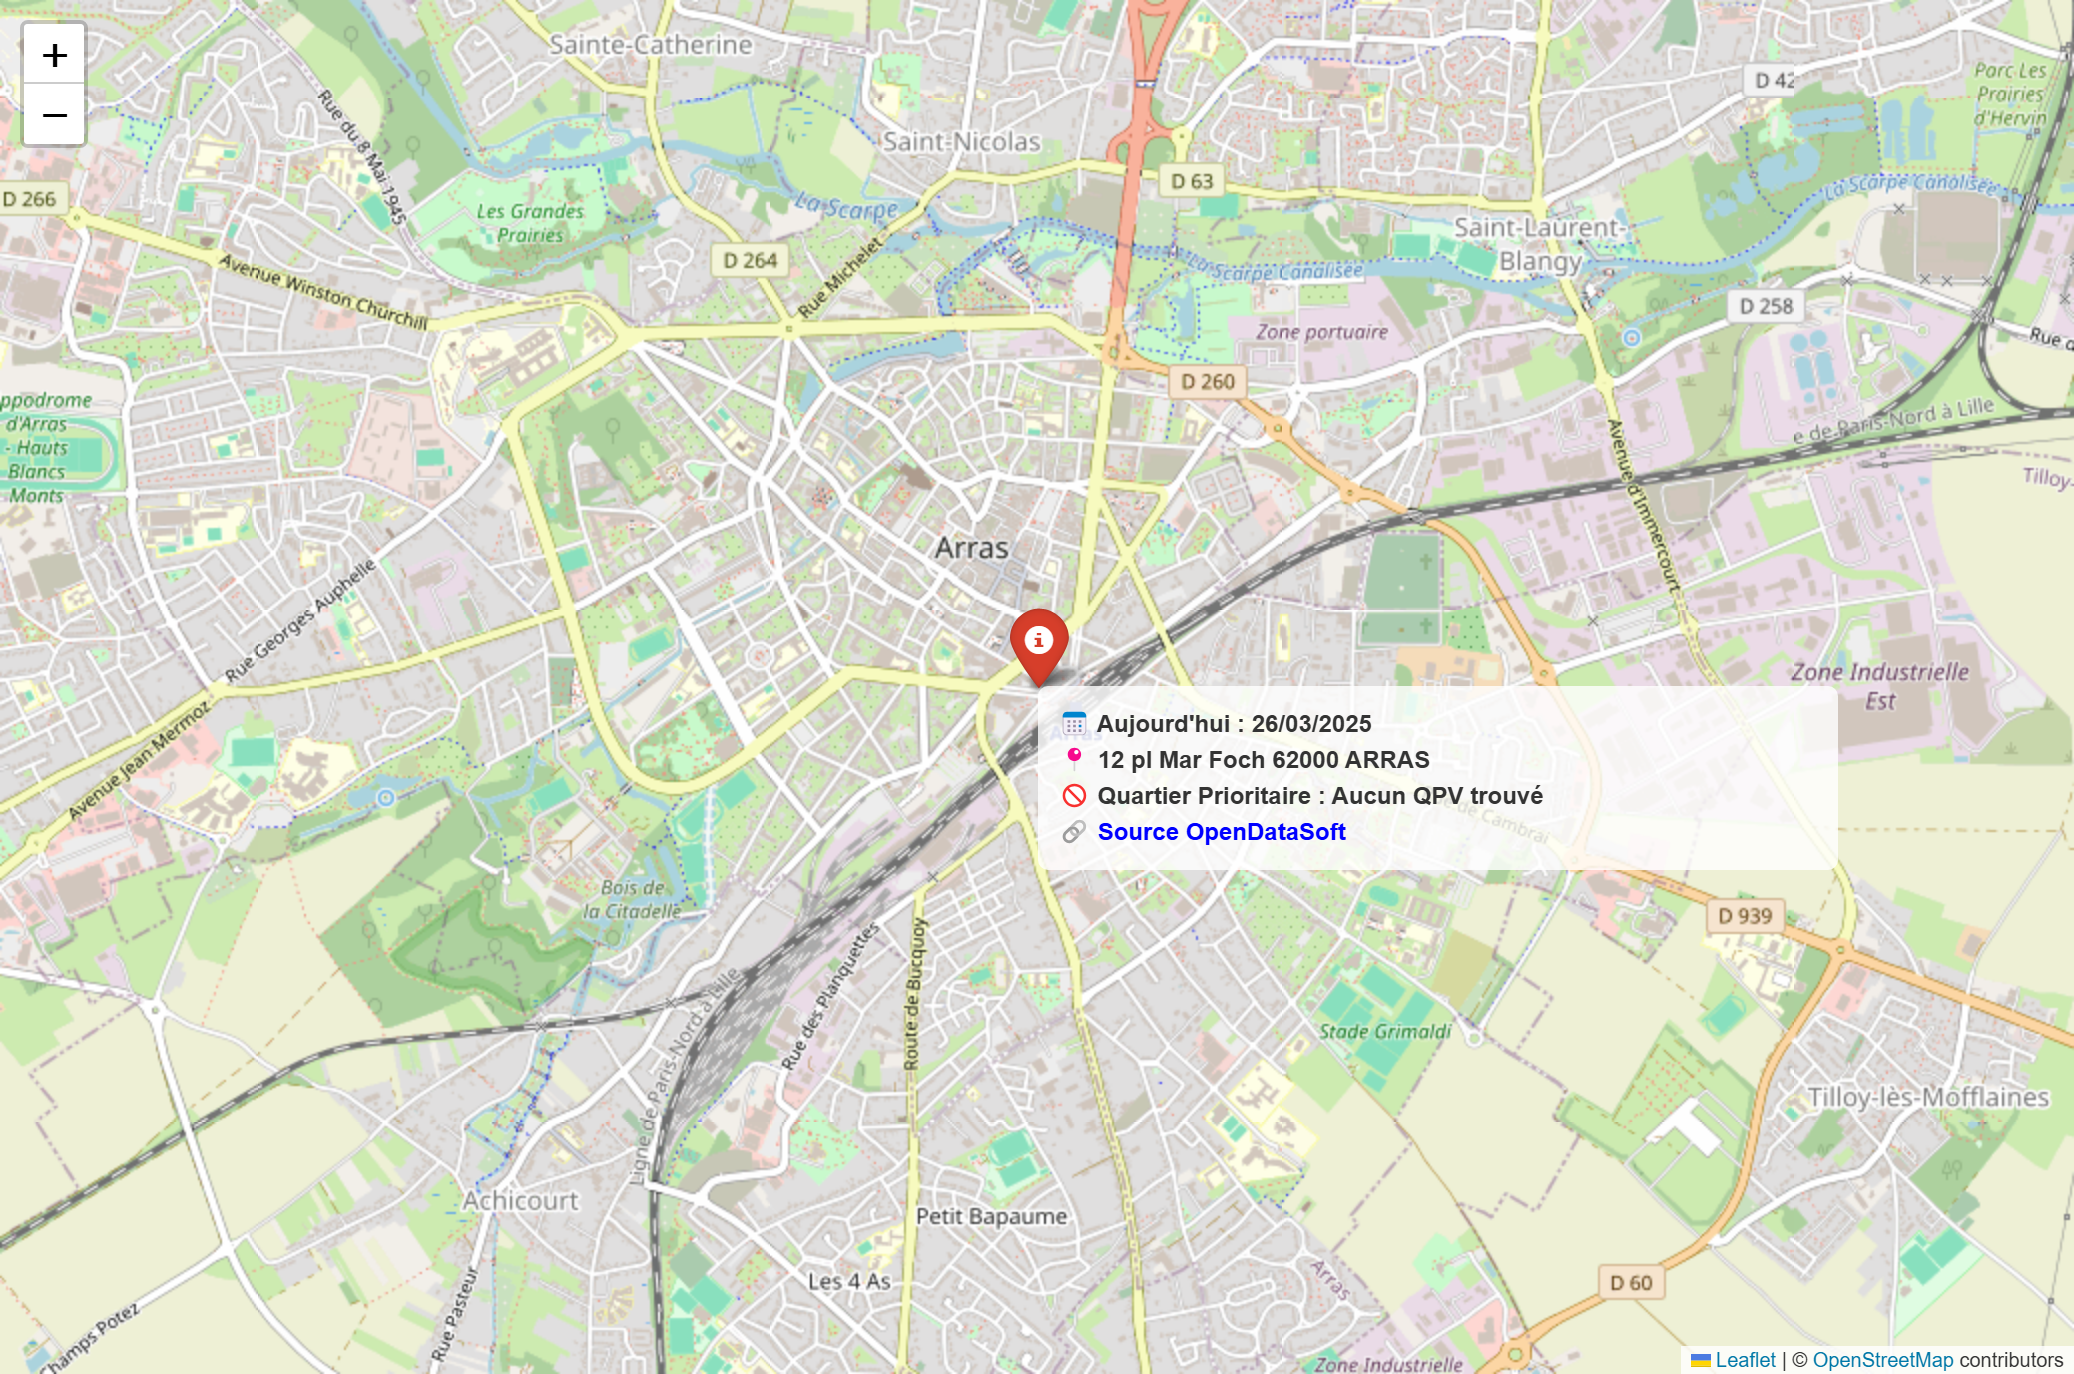 +
−
Sainte-Catherine
Saint-Nicolas
Rue du 8 Mai 1945
D 42
Parc Les
Prairies
d'Hervin
D 266
D 63
La Scarpe
La Scarpe Canalisée
Les Grandes
Prairies
Saint-Laurent-
Blangy
D 264
Rue Michelet
La Scarpe Canalisée
Avenue Winston Churchill
Zone portuaire
D 258
Rue d
D 260
ppodrome
d'Arras
- Hauts
Blancs
Monts
e de Paris-Nord à Lille
Avenue d'Immercourt
Tilloy-
Arras
Rue Georges Auphelle
Zone Industrielle
Est
Avenue Jean Mermoz
Aujourd'hui : 26/03/2025
12 pl Mar Foch 62000 ARRAS
Quartier Prioritaire : Aucun QPV trouvé
Source OpenDataSoft
de Cambrai
Bois de
la Citadelle
D 939
Rue des Planquettes
Route de Bucquoy
Ligne de Paris-Nord à Lille
Stade Grimaldi
Tilloy-lès-Mofflaines
Achicourt
Petit Bapaume
Les 4 As
Arras
D 60
Rue Pasteur
Champs Potez
Zone Industrielle
Leaflet | © OpenStreetMap contributors